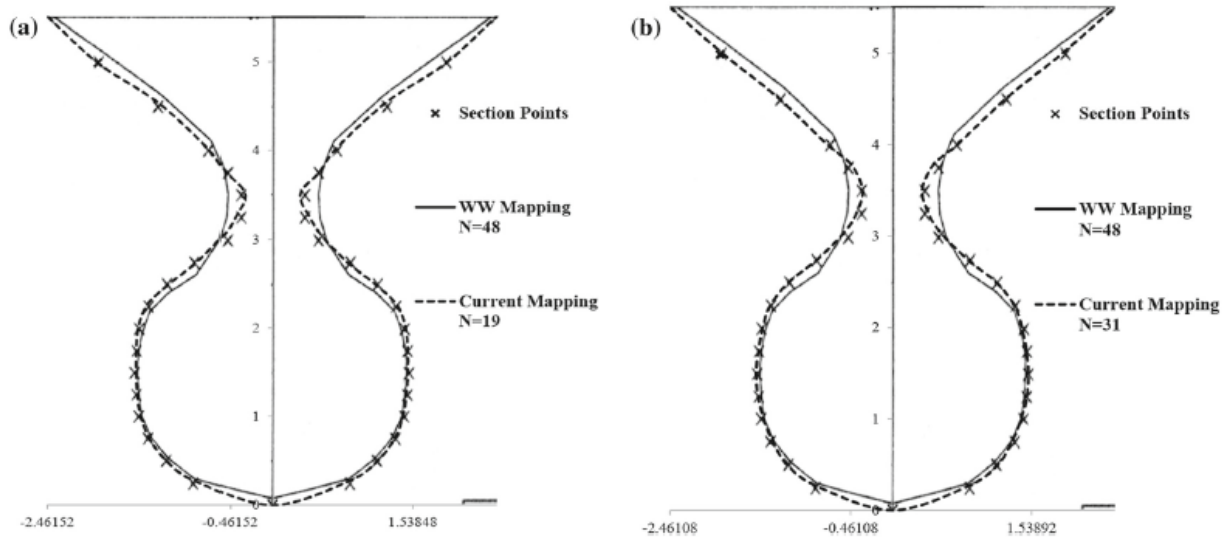 (a)
5
4
3
2
1
0
-2.46152
-0.46152
1.53848
Section Points
WW Mapping
N=48
Current Mapping
N=19
(b)
5
4
3
2
1
0
-2.46108
-0.46108
1.53892
Section Points
WW Mapping
N=48
Current Mapping
N=31